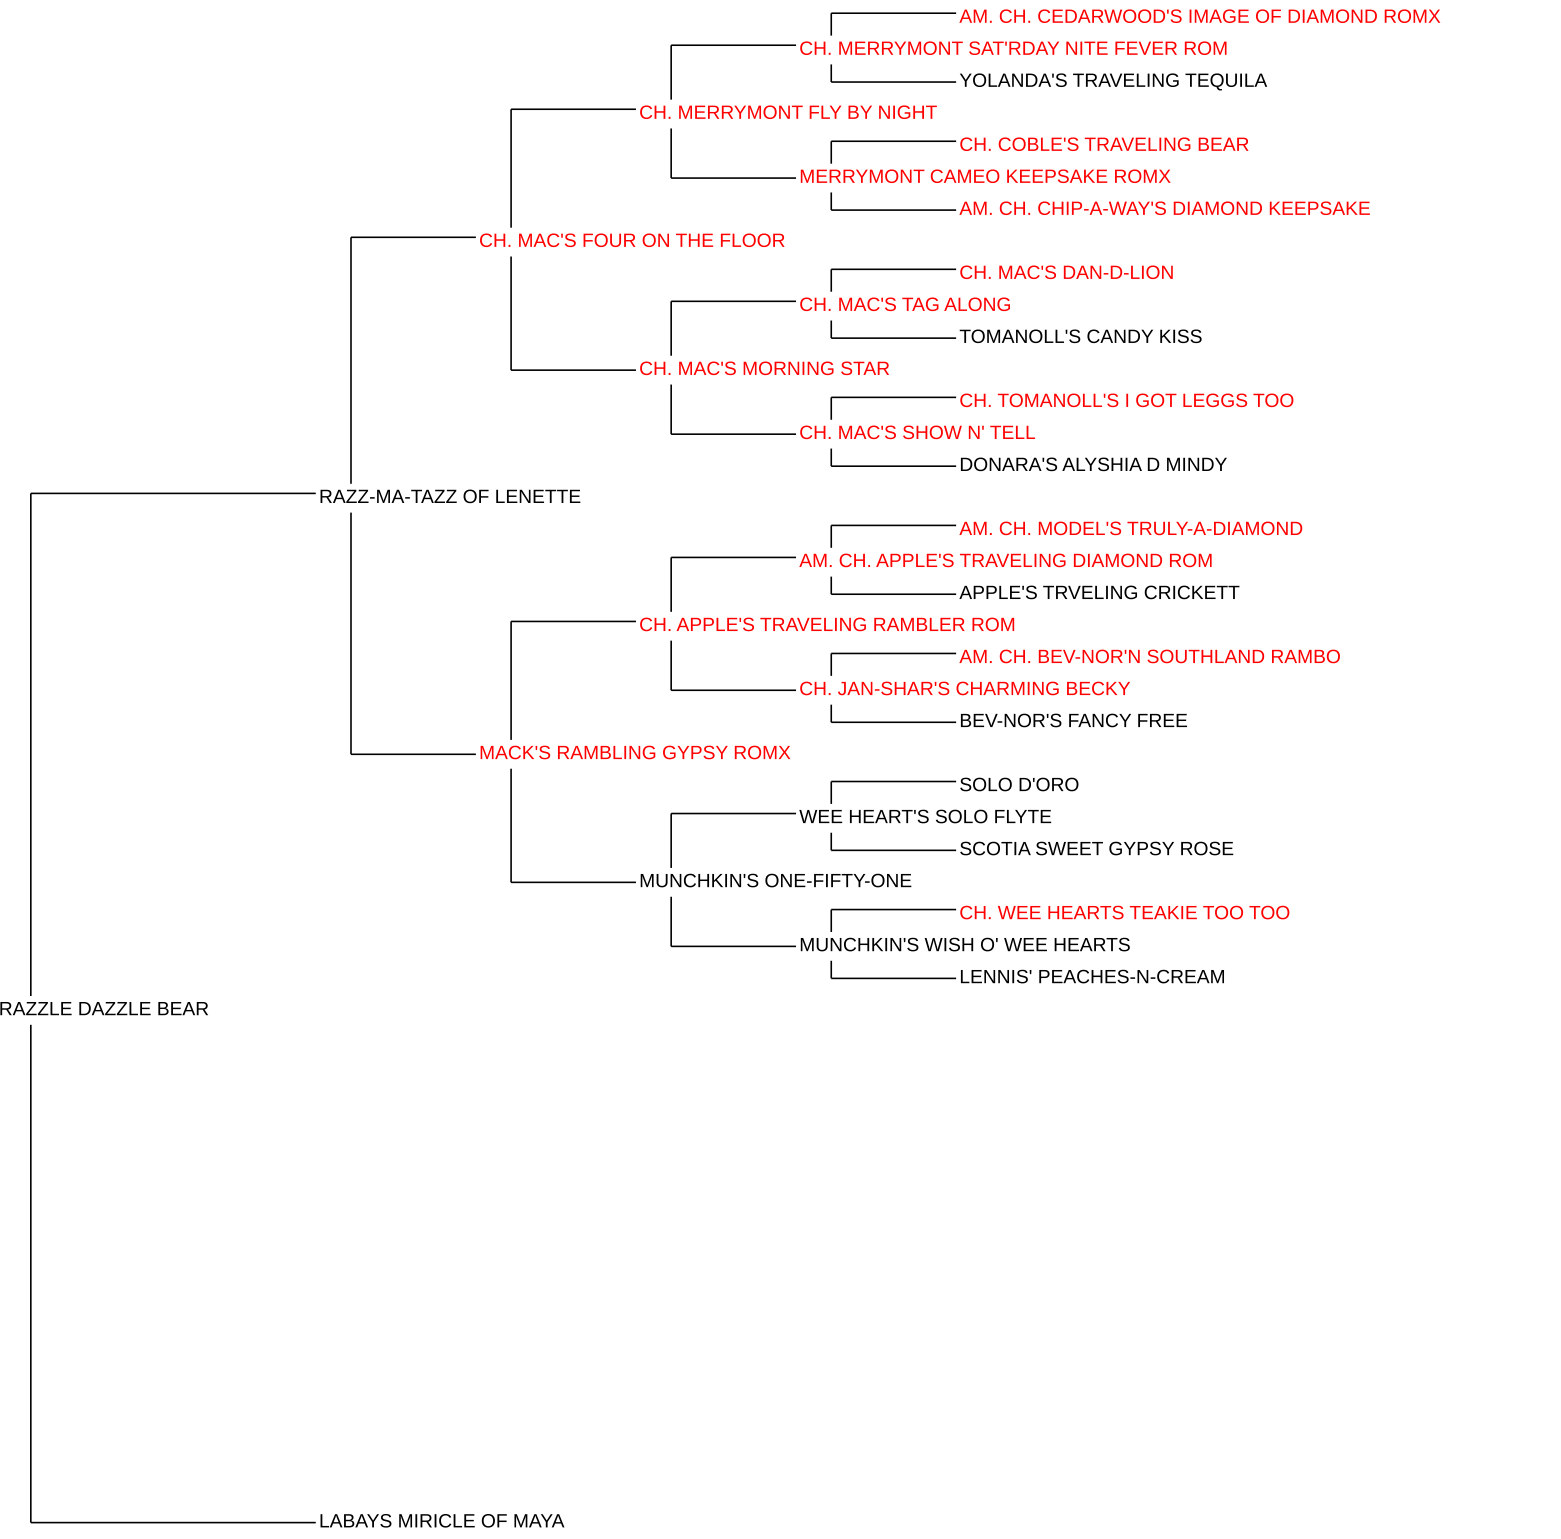 AM. CH. CEDARWOOD'S IMAGE OF DIAMOND ROMX
CH. MERRYMONT SAT'RDAY NITE FEVER ROM
YOLANDA'S TRAVELING TEQUILA
CH. MERRYMONT FLY BY NIGHT
CH. COBLE'S TRAVELING BEAR
MERRYMONT CAMEO KEEPSAKE ROMX
AM. CH. CHIP-A-WAY'S DIAMOND KEEPSAKE
CH. MAC'S FOUR ON THE FLOOR
CH. MAC'S DAN-D-LION
CH. MAC'S TAG ALONG
TOMANOLL'S CANDY KISS
CH. MAC'S MORNING STAR
CH. TOMANOLL'S I GOT LEGGS TOO
CH. MAC'S SHOW N' TELL
DONARA'S ALYSHIA D MINDY
RAZZ-MA-TAZZ OF LENETTE
AM. CH. MODEL'S TRULY-A-DIAMOND
AM. CH. APPLE'S TRAVELING DIAMOND ROM
APPLE'S TRVELING CRICKETT
CH. APPLE'S TRAVELING RAMBLER ROM
AM. CH. BEV-NOR'N SOUTHLAND RAMBO
CH. JAN-SHAR'S CHARMING BECKY
BEV-NOR'S FANCY FREE
MACK'S RAMBLING GYPSY ROMX
SOLO D'ORO
WEE HEART'S SOLO FLYTE
SCOTIA SWEET GYPSY ROSE
MUNCHKIN'S ONE-FIFTY-ONE
CH. WEE HEARTS TEAKIE TOO TOO
MUNCHKIN'S WISH O' WEE HEARTS
LENNIS' PEACHES-N-CREAM
RAZZLE DAZZLE BEAR
LABAYS MIRICLE OF MAYA